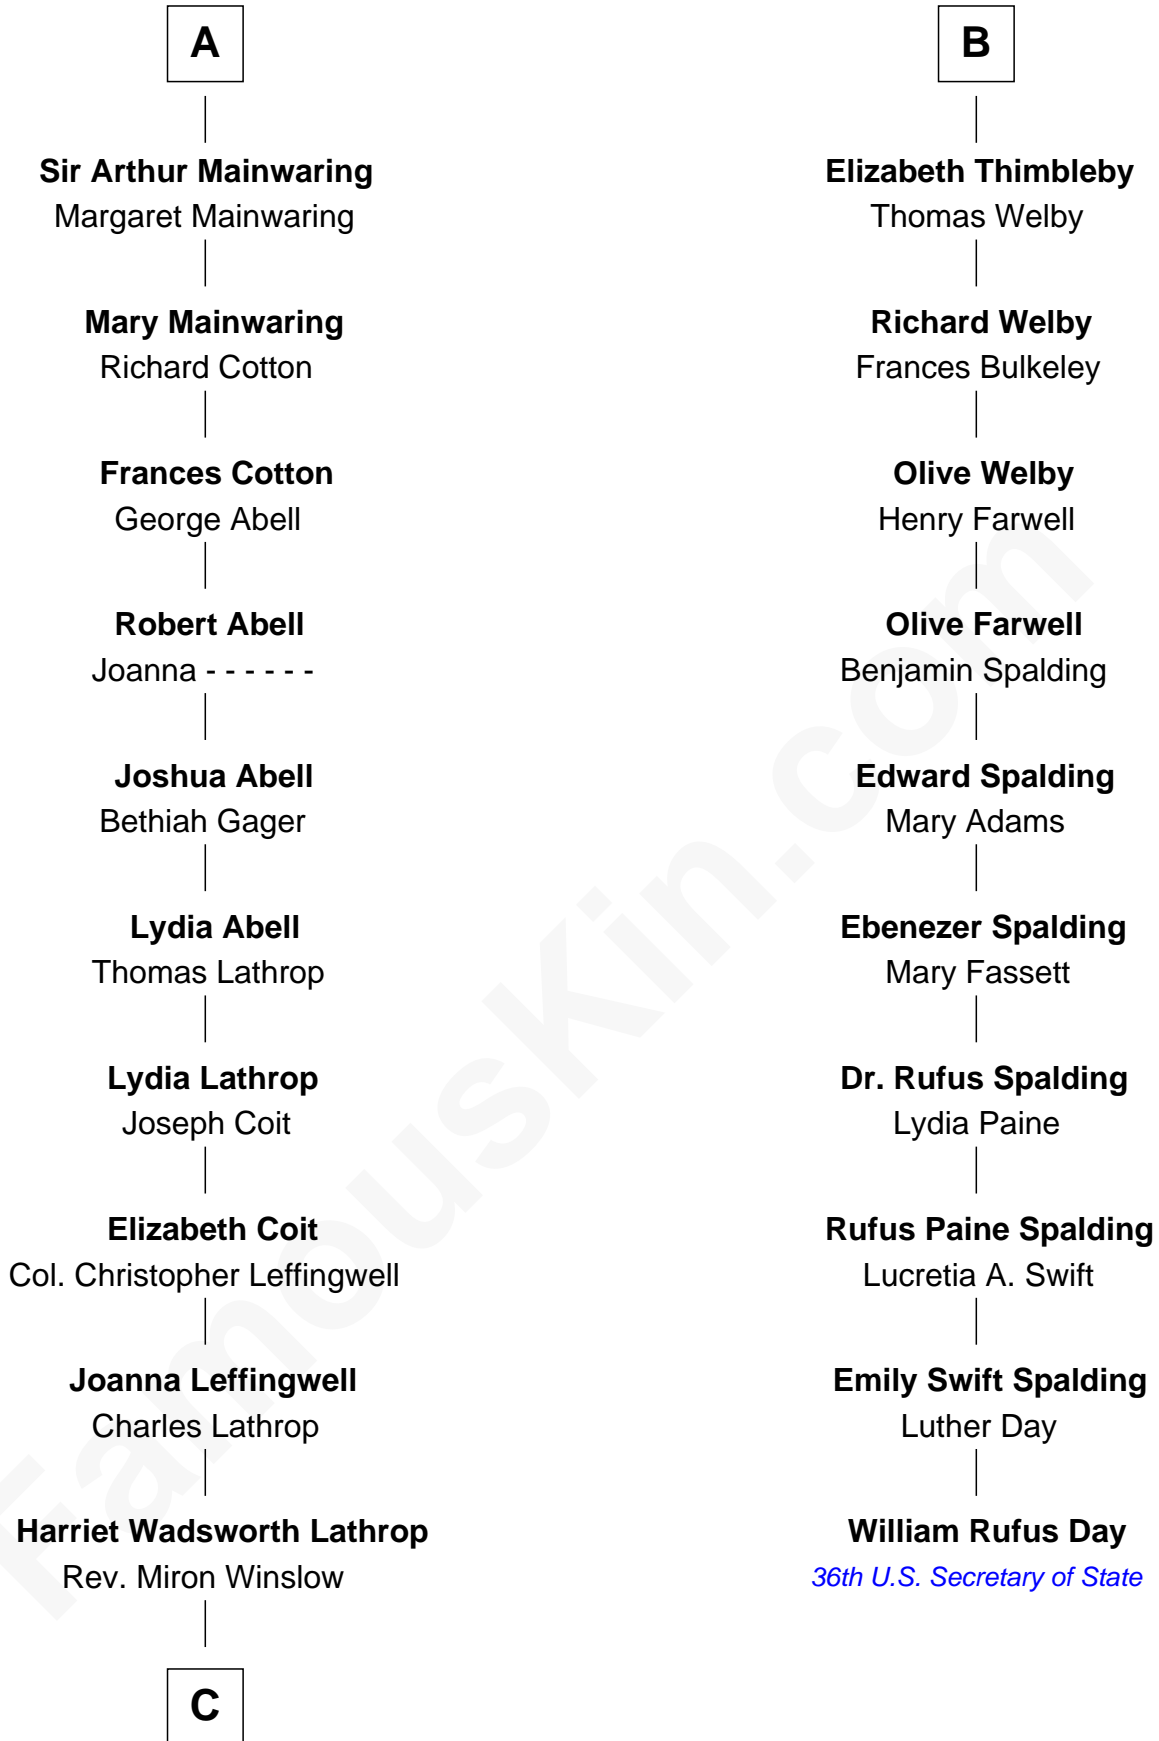 A
Sir Arthur Mainwaring
Margaret Mainwaring
Mary Mainwaring
Richard Cotton
Frances Cotton
George Abell
Robert Abell
Joanna - - - - - -
Joshua Abell
Bethiah Gager
Lydia Abell
Thomas Lathrop
Lydia Lathrop
Joseph Coit
Elizabeth Coit
Col. Christopher Leffingwell
Joanna Leffingwell
Charles Lathrop
Harriet Wadsworth Lathrop
Rev. Miron Winslow
C
B
Elizabeth Thimbleby
Thomas Welby
Richard Welby
Frances Bulkeley
Olive Welby
Henry Farwell
Olive Farwell
Benjamin Spalding
Edward Spalding
Mary Adams
Ebenezer Spalding
Mary Fassett
Dr. Rufus Spalding
Lydia Paine
Rufus Paine Spalding
Lucretia A. Swift
Emily Swift Spalding
Luther Day
William Rufus Day
36th U.S. Secretary of State
FamousKin.com